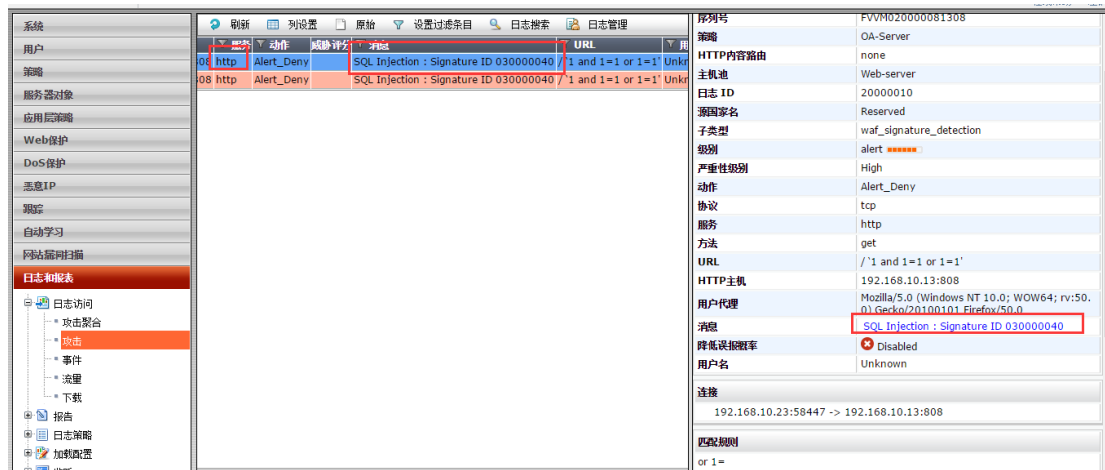 系统
用户
策略
服务器对象
应用层策略
Web保护
DoS保护
恶意IP
跟踪
自动学习
网站漏洞扫描
日志和报表
日志访问
攻击聚合
攻击
事件
流量
下载
报告
日志策略
加载配置
刷新 列设置 原始 设置过滤条目 日志搜索 日志管理
服务 动作 威胁评分 消息 URL 用
308 http Alert_Deny SQL Injection : Signature ID 030000040 /`1 and 1=1 or 1=1' Unkr
308 http Alert_Deny SQL Injection : Signature ID 030000040 /`1 and 1=1 or 1=1' Unkr
序列号 FVVM020000081308
策略 OA-Server
HTTP内容路由 none
主机池 Web-server
日志 ID 20000010
源国家名 Reserved
子类型 waf_signature_detection
级别 alert
严重性级别 High
动作 Alert_Deny
协议 tcp
服务 http
方法 get
URL /`1 and 1=1 or 1=1'
HTTP主机 192.168.10.13:808
用户代理 Mozilla/5.0 (Windows NT 10.0; WOW64; rv:50.
0) Gecko/20100101 Firefox/50.0
消息 SQL Injection : Signature ID 030000040
降低误报概率 Disabled
用户名 Unknown
连接
192.168.10.23:58447 -> 192.168.10.13:808
匹配规则
or 1=